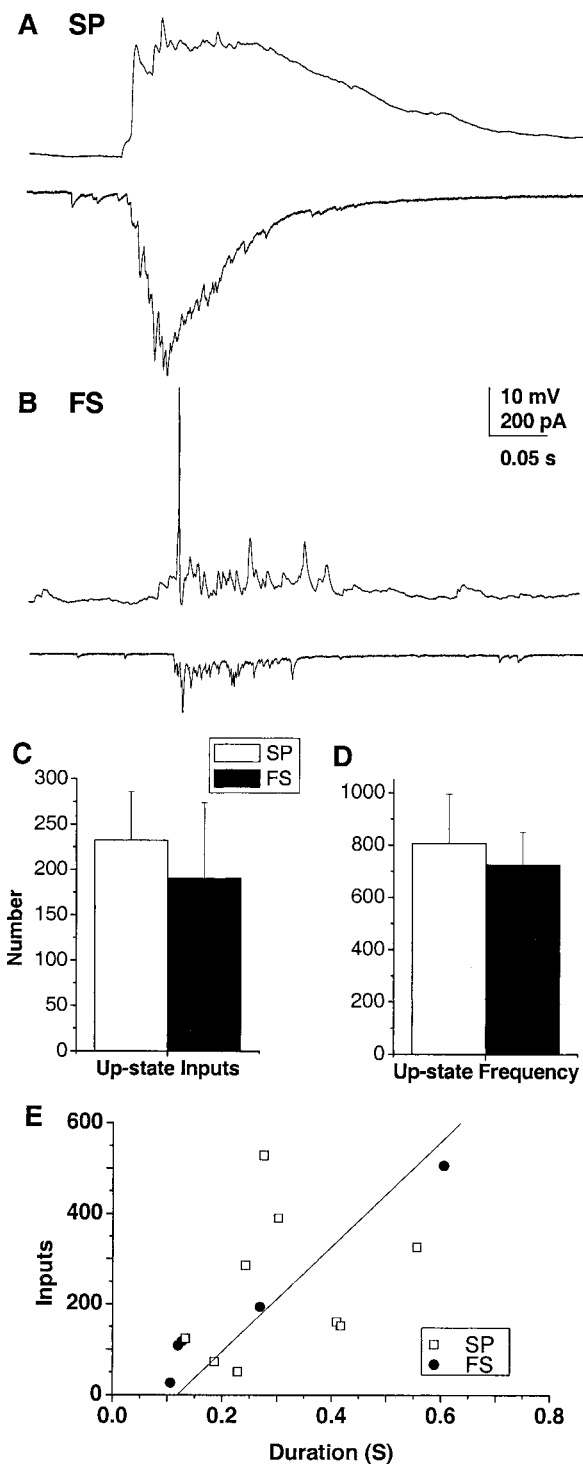 A SP
B FS
10 mV
200 pA
0.05 s
C
SP
FS
D
300
250
200
150
100
50
0
Number
Up-state Inputs
1000
800
600
400
200
0
Up-state Frequency
E
600
400
200
0
Inputs
SP
FS
0.0 0.2 0.4 0.6 0.8
Duration (S)